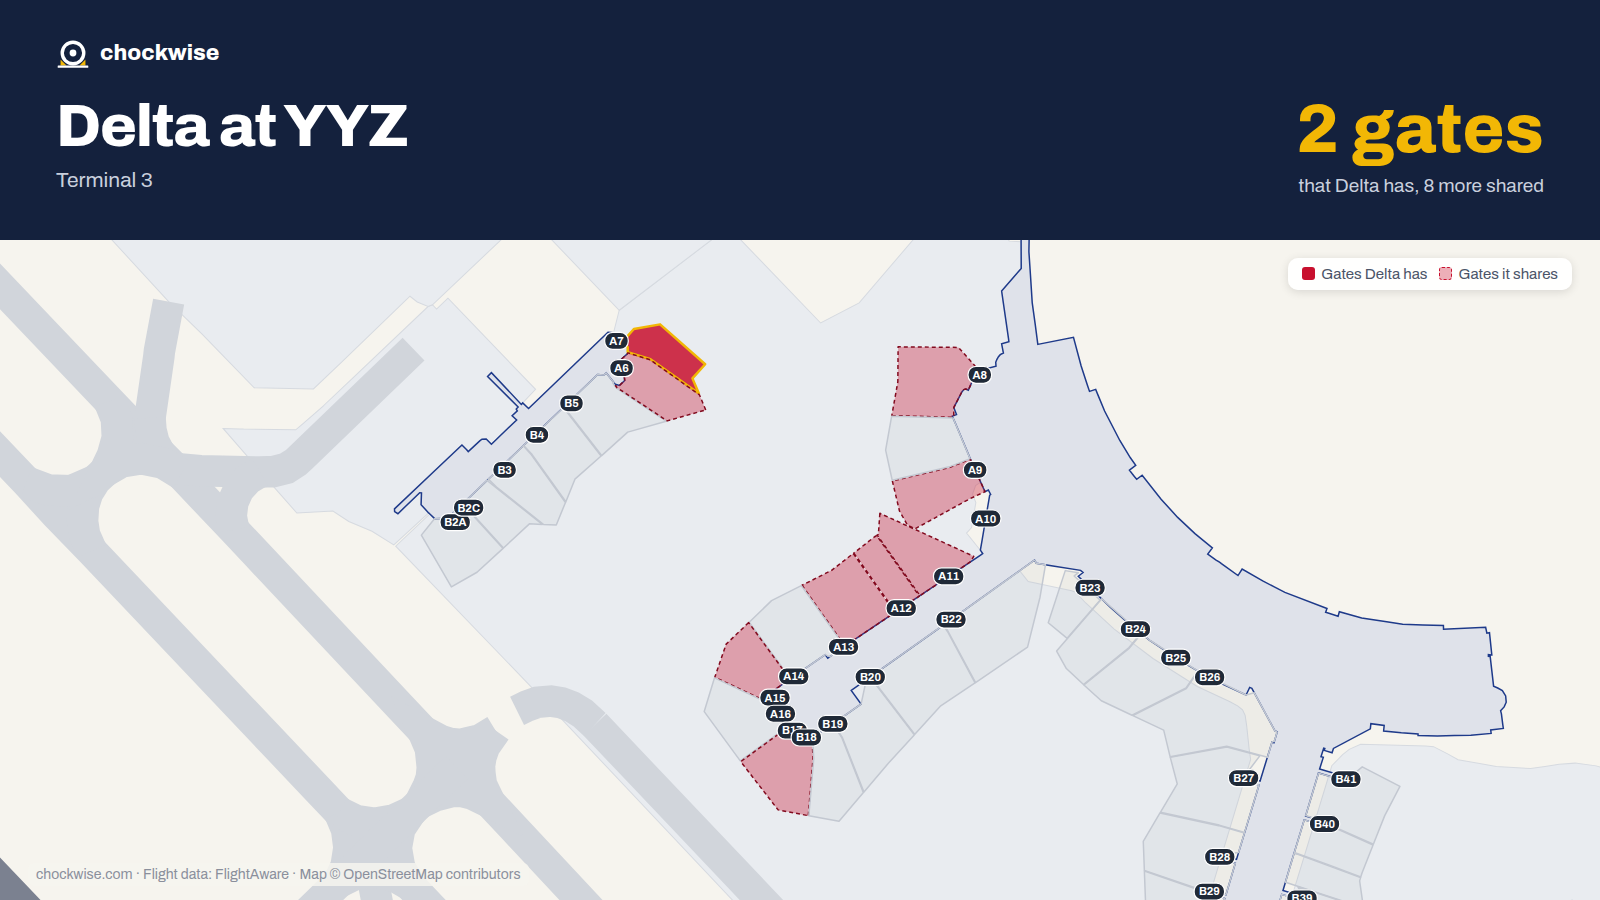 chockwise
Delta at YYZ
Terminal 3
2 gates
that Delta has, 8 more shared
Gates Delta has
Gates it shares
A7
A6
B5
B4
B3
B2C
B2A
A8
A9
A10
A11
A12
A13
A14
A15
A16
B17
B18
B19
B20
B22
B23
B24
B25
B26
B27
B28
B29
B41
B40
B39
chockwise.com · Flight data: FlightAware · Map © OpenStreetMap contributors